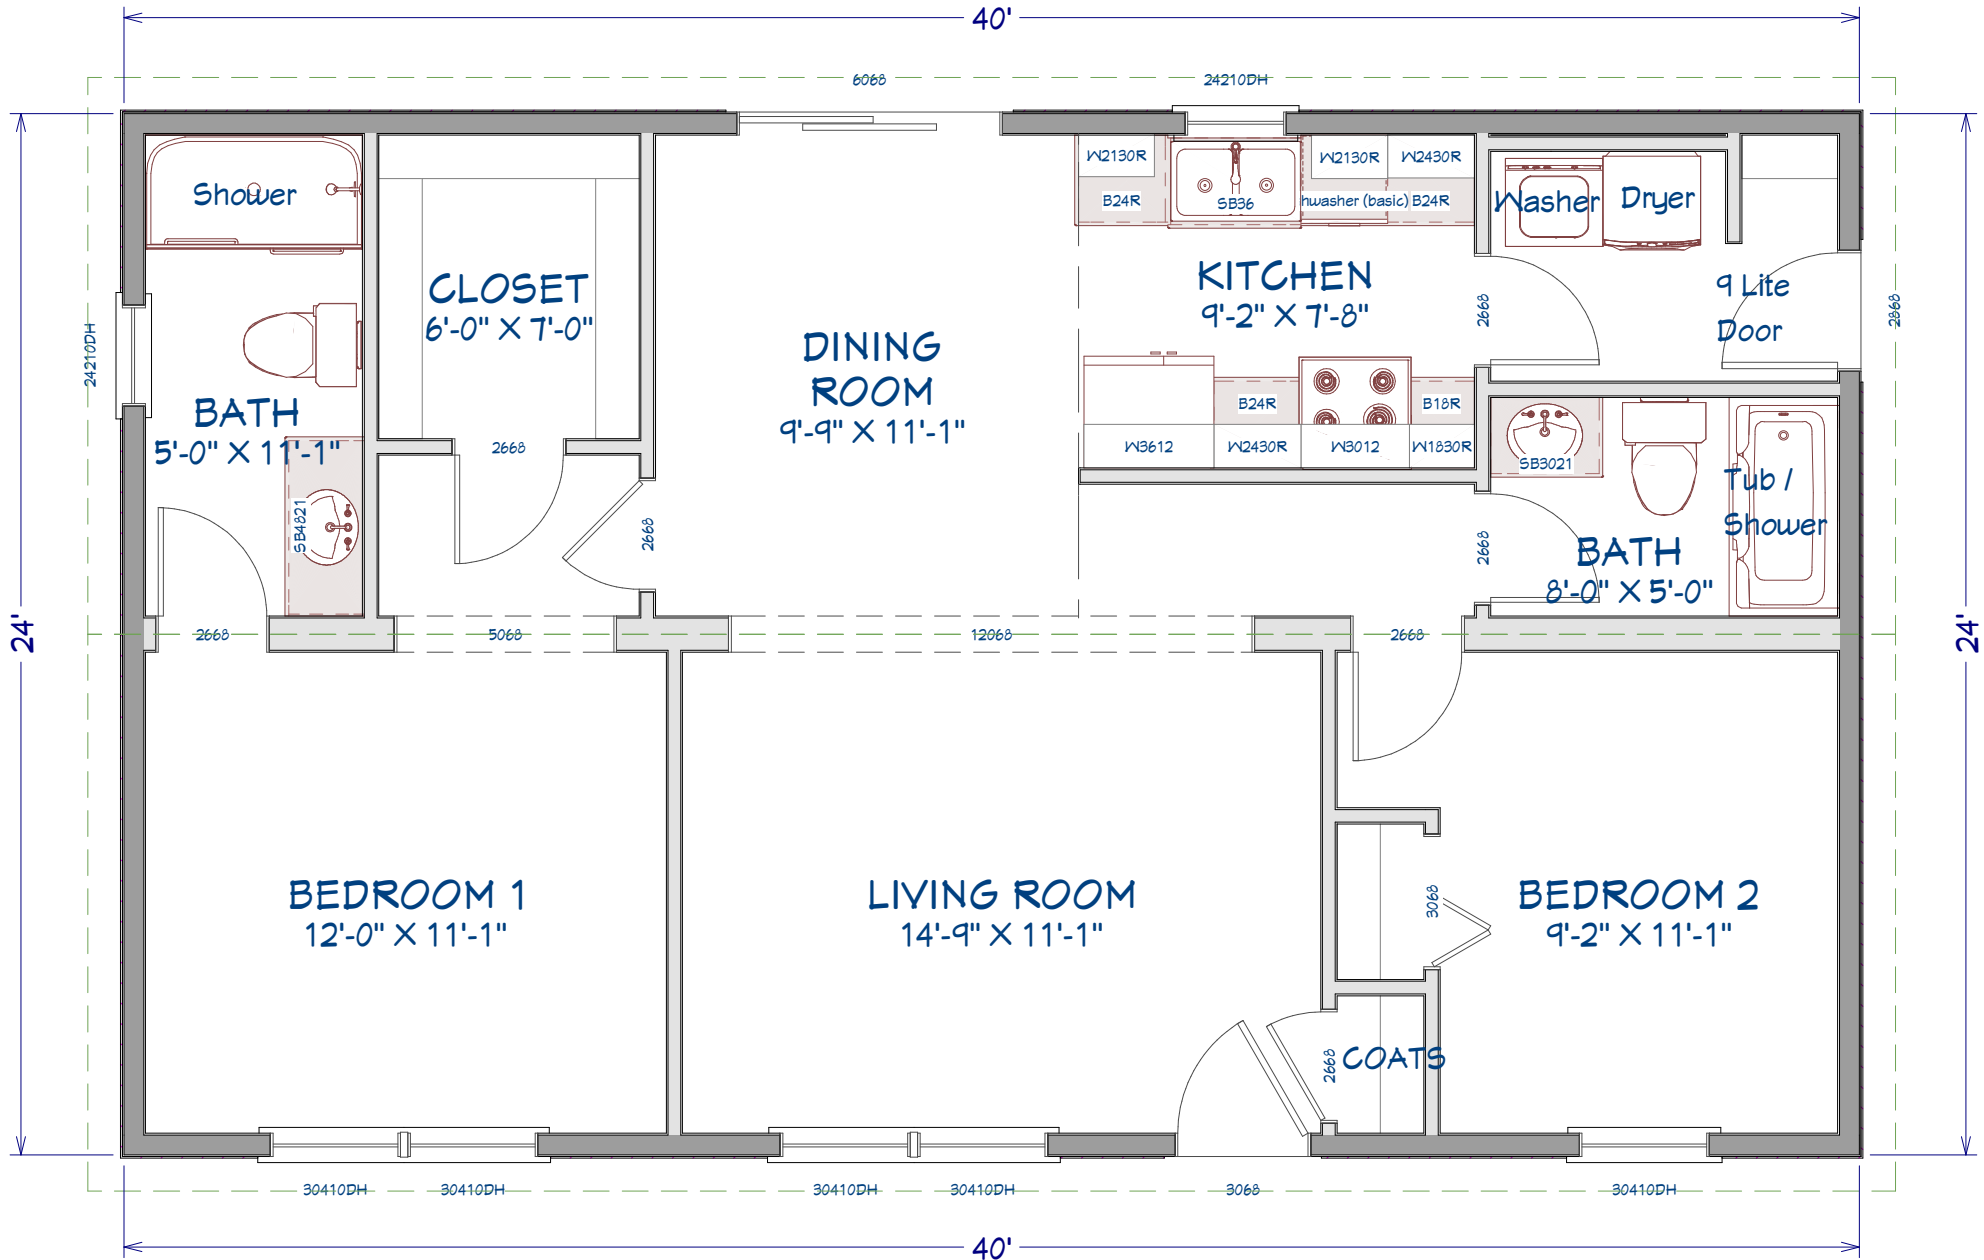 40'
6068
24210DH
W2130R
W2130R
W2430R
Shower
B24R
SB36
hwasher (basic)
B24R
Washer
Dryer
CLOSET
6'-0" X 7'-0"
KITCHEN
9'-2" X 7'-8"
2668
9 Lite
Door
2868
24210DH
DINING
ROOM
9'-9" X 11'-1"
BATH
5'-0" X 11'-1"
B24R
B18R
2668
W3612
W2430R
W3012
W1830R
SB3021
Tub /
Shower
SB4821
2668
2668
BATH
8'-0" X 5'-0"
24'
24'
2668
5068
12068
2668
BEDROOM 1
12'-0" X 11'-1"
LIVING ROOM
14'-9" X 11'-1"
3068
BEDROOM 2
9'-2" X 11'-1"
2668
COATS
30410DH
30410DH
30410DH
30410DH
3068
30410DH
40'